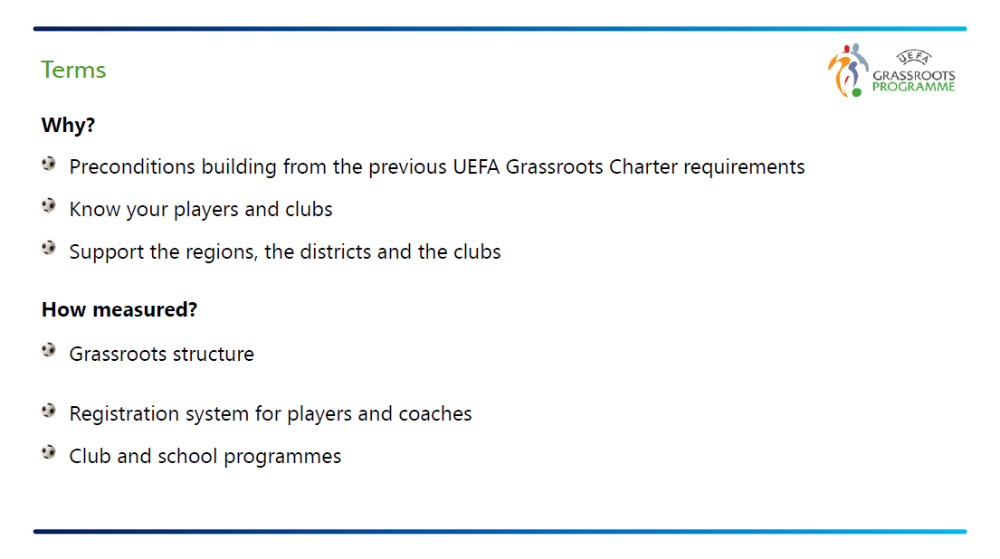 Terms
UEFA
GRASSROOTS
PROGRAMME
Why?
Preconditions building from the previous UEFA Grassroots Charter requirements
Know your players and clubs
Support the regions, the districts and the clubs
How measured?
Grassroots structure
Registration system for players and coaches
Club and school programmes